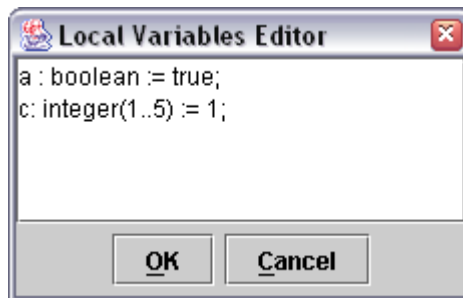 Local Variables Editor
a : boolean := true;
c: integer(1..5) := 1;
OK
Cancel